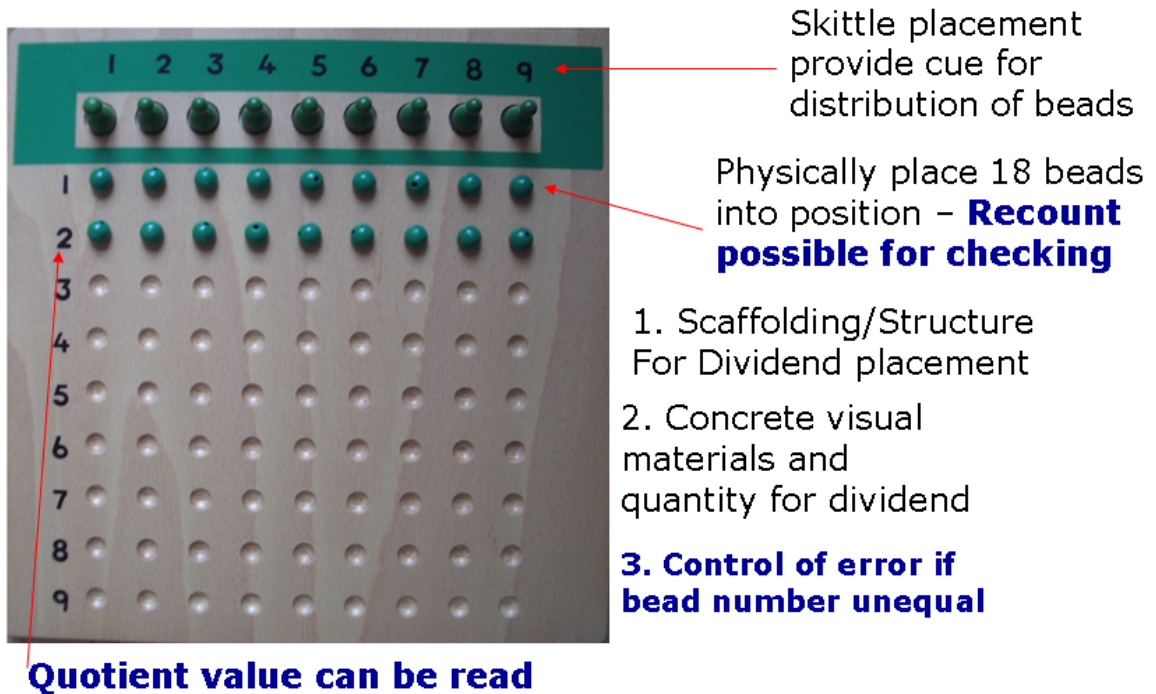 Skittle placement
provide cue for
distribution of beads
1 2 3 4 5 6 7 8 9
Physically place 18 beads
into position – Recount
possible for checking
1
2
3
4
5
6
7
8
9
1. Scaffolding/Structure
For Dividend placement
2. Concrete visual
materials and
quantity for dividend
3. Control of error if
bead number unequal
Quotient value can be read